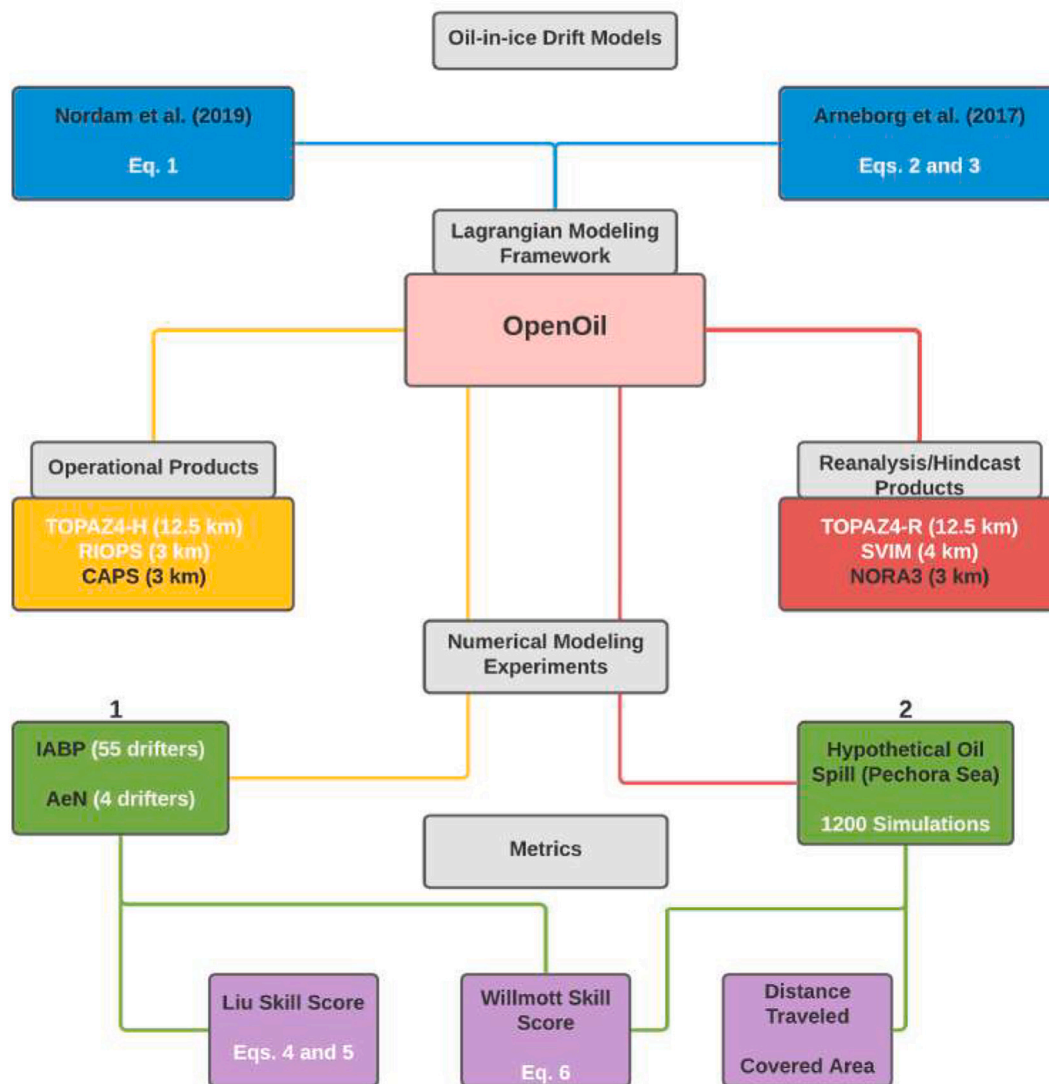 Oil-in-ice Drift Models
Nordam et al. (2019)
Eq. 1
Arneborg et al. (2017)
Eqs. 2 and 3
Lagrangian Modeling
Framework
OpenOil
Operational Products
TOPAZ4-H (12.5 km)
RIOPS (3 km)
CAPS (3 km)
Reanalysis/Hindcast
Products
TOPAZ4-R (12.5 km)
SVIM (4 km)
NORA3 (3 km)
Numerical Modeling
Experiments
1
IABP (55 drifters)
AeN (4 drifters)
2
Hypothetical Oil
Spill (Pechora Sea)
1200 Simulations
Metrics
Liu Skill Score
Eqs. 4 and 5
Willmott Skill
Score
Eq. 6
Distance
Traveled
Covered Area